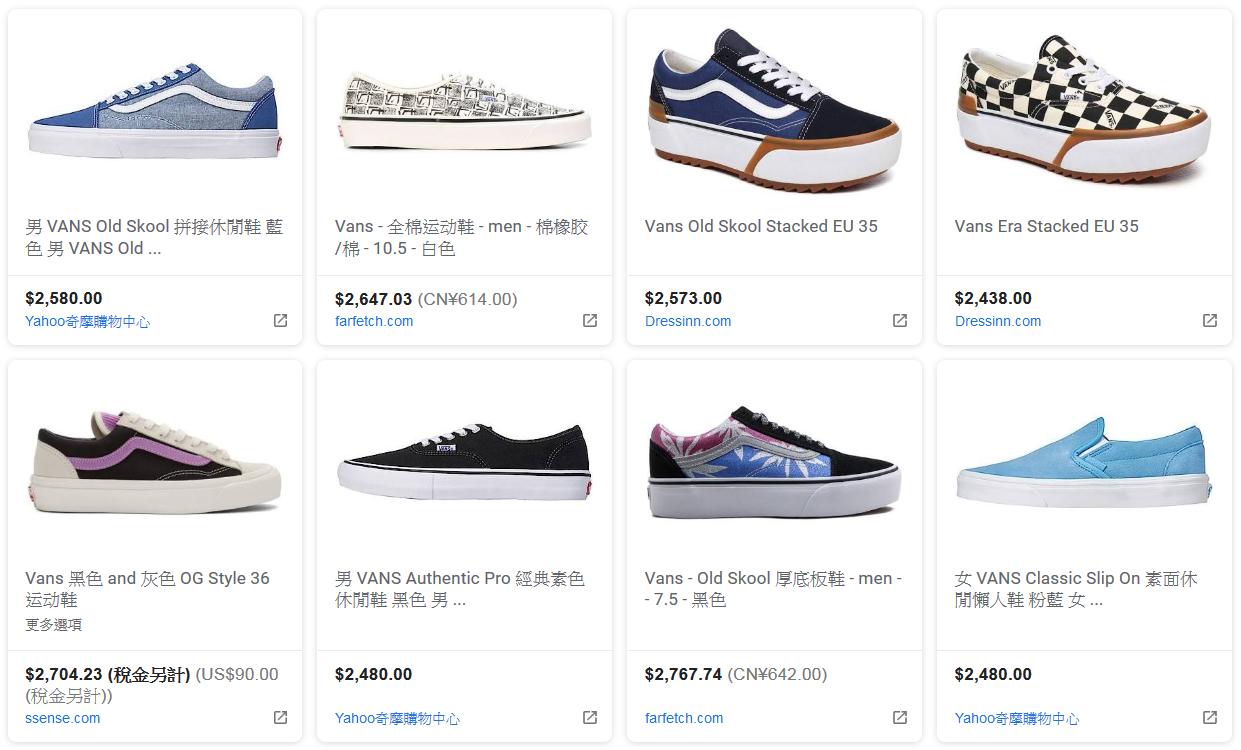 男 VANS Old Skool 拼接休閒鞋 藍
色 男 VANS Old ...
$2,580.00
Yahoo奇摩購物中心
Vans - 全棉运动鞋 - men - 棉橡胶
/棉 - 10.5 - 白色
$2,647.03 (CN¥614.00)
farfetch.com
Vans Old Skool Stacked EU 35
$2,573.00
Dressinn.com
Vans Era Stacked EU 35
$2,438.00
Dressinn.com
Vans 黑色 and 灰色 OG Style 36
运动鞋
更多選項
$2,704.23 (稅金另計) (US$90.00
(稅金另計))
ssense.com
男 VANS Authentic Pro 經典素色
休閒鞋 黑色 男 ...
$2,480.00
Yahoo奇摩購物中心
Vans - Old Skool 厚底板鞋 - men -
- 7.5 - 黑色
$2,767.74 (CN¥642.00)
farfetch.com
女 VANS Classic Slip On 素面休
閒懶人鞋 粉藍 女 ...
$2,480.00
Yahoo奇摩購物中心